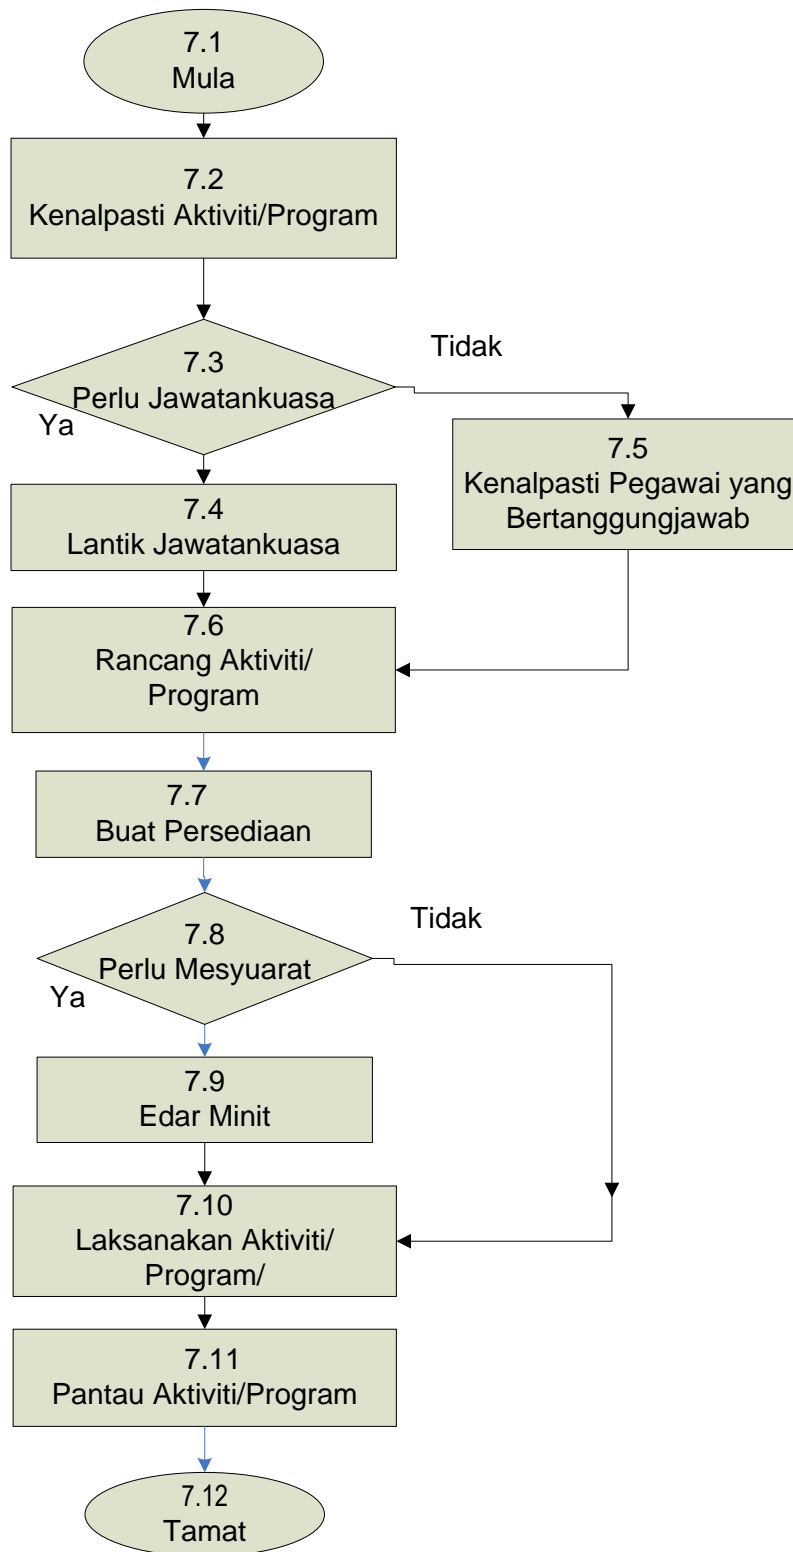 7.1
Mula
7.2
Kenalpasti Aktiviti/Program
7.3
Perlu Jawatankuasa
Tidak
Ya
7.4
Lantik Jawatankuasa
7.5
Kenalpasti Pegawai yang
Bertanggungjawab
7.6
Rancang Aktiviti/
Program
7.7
Buat Persediaan
7.8
Perlu Mesyuarat
Tidak
Ya
7.9
Edar Minit
7.10
Laksanakan Aktiviti/
Program/
7.11
Pantau Aktiviti/Program
7.12
Tamat